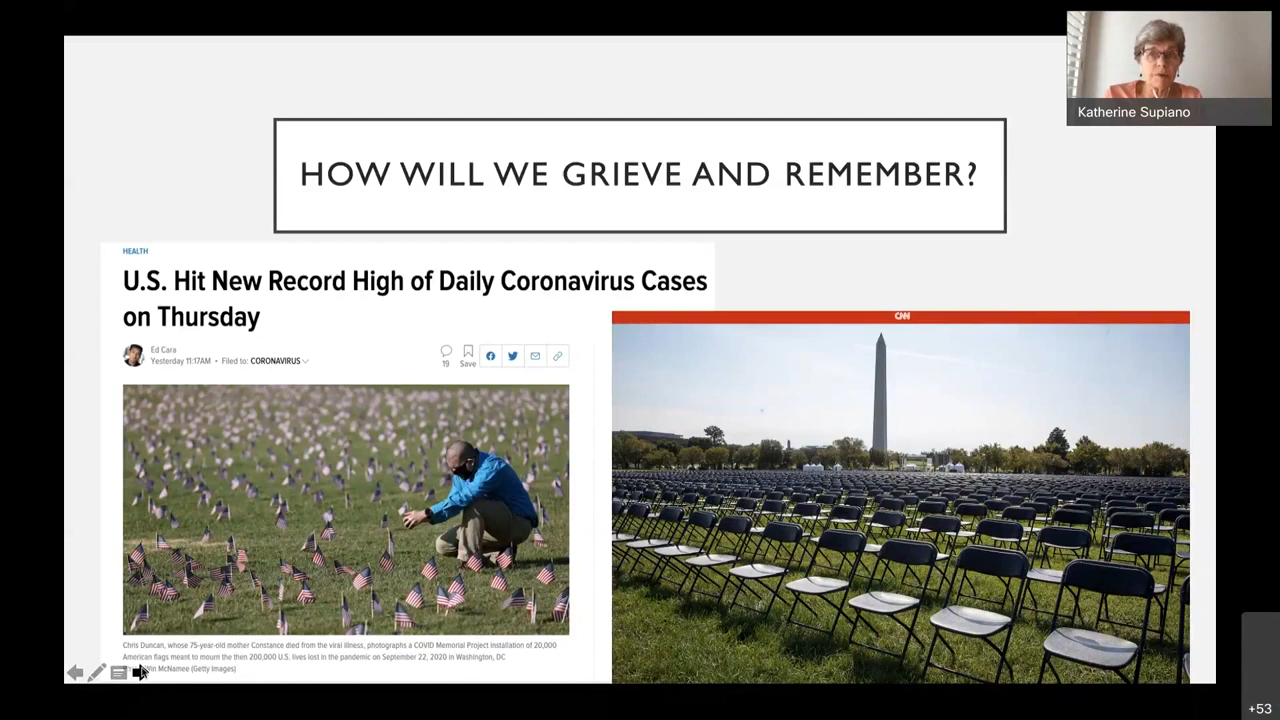 Katherine Supiano
HOW WILL WE GRIEVE AND REMEMBER?
HEALTH
U.S. Hit New Record High of Daily Coronavirus Cases
on Thursday
Ed Cara
Yesterday 11:17AM • Filed to: CORONAVIRUS
19
Save
CNN
Chris Duncan, whose 75-year-old mother Constance died from the viral illness, photographs a COVID Memorial Project installation of 20,000
American flags meant to mourn the then 200,000 U.S. lives lost in the pandemic on September 22, 2020 in Washington, DC
McNamee (Getty Images)
+53